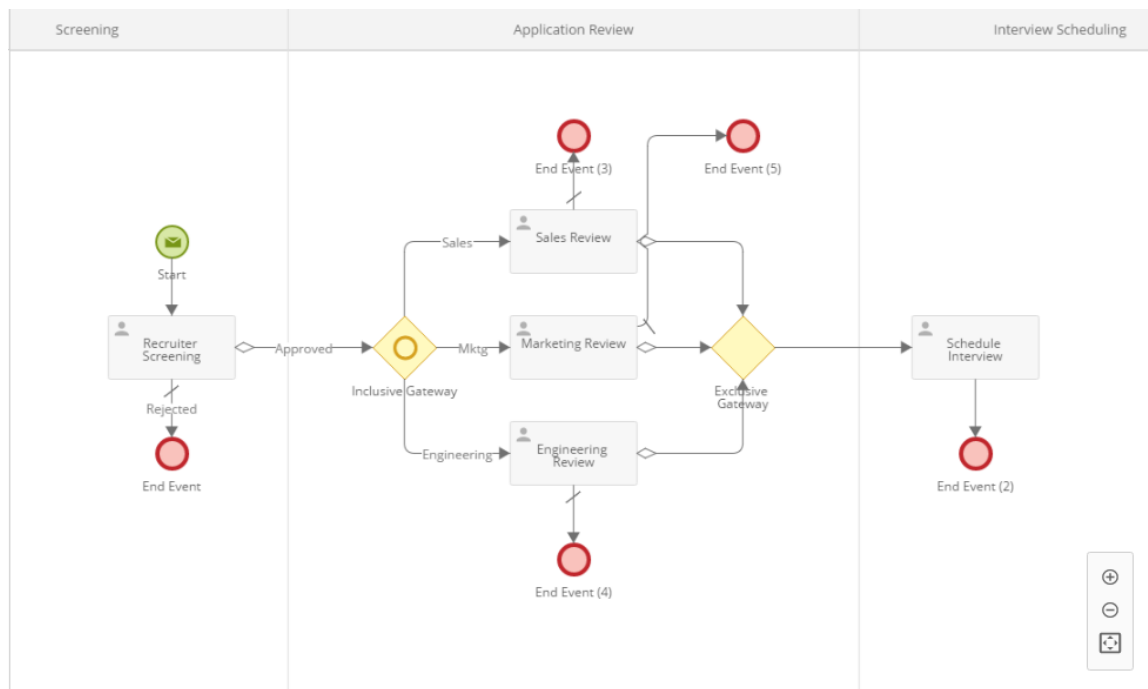 Screening
Application Review
Interview Scheduling
End Event (3)
End Event (5)
Sales Review
Sales
Start
Recruiter
Screening
Approved
Inclusive Gateway
Mktg
Marketing Review
Exclusive
Gateway
Schedule
Interview
Rejected
End Event
Engineering
Engineering
Review
End Event (2)
End Event (4)